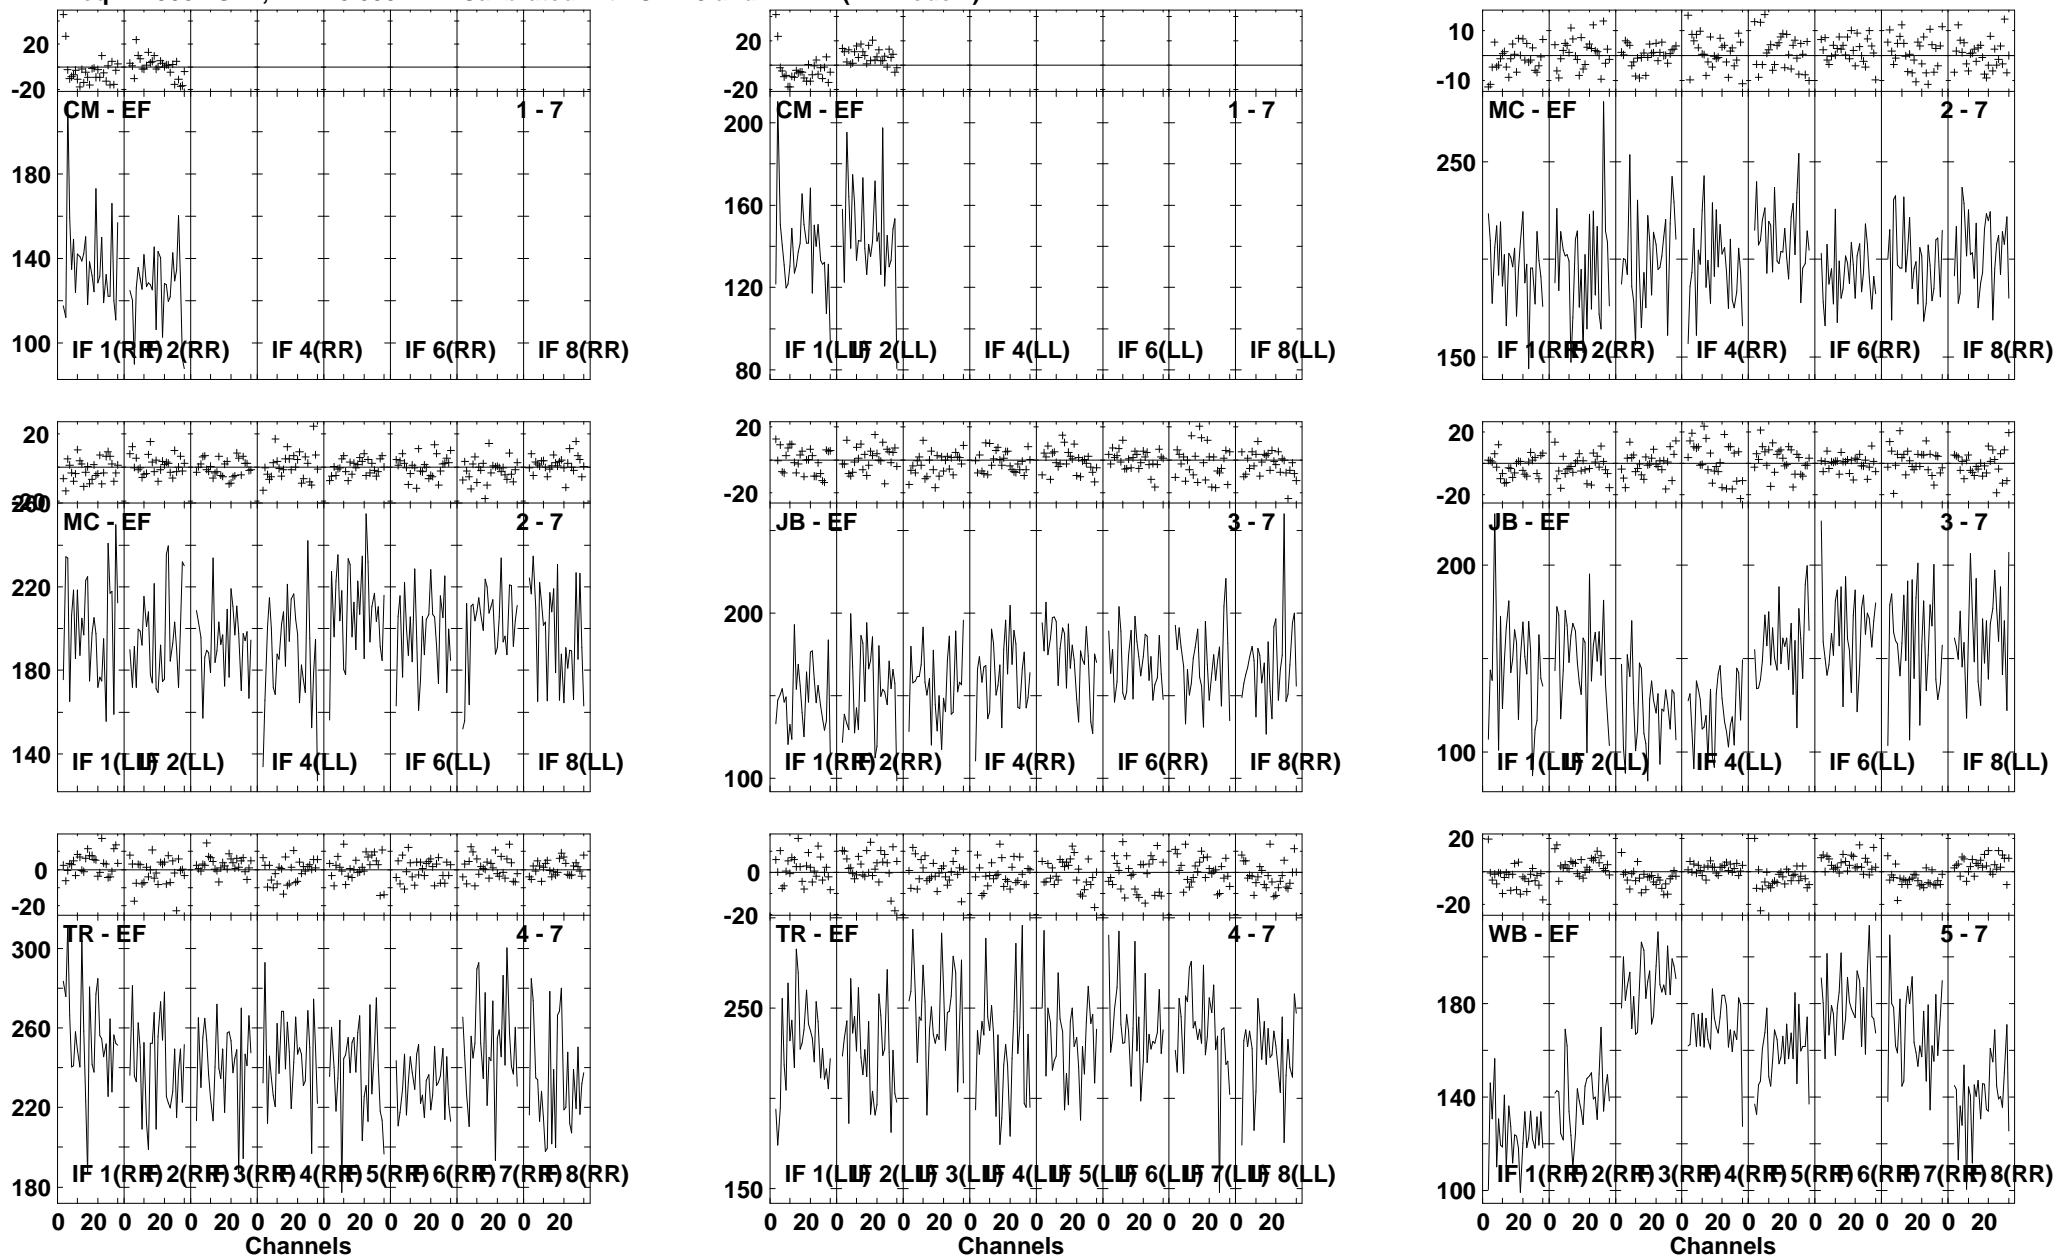 20
-20
CM - EF 1 - 7
180
140
100
IF 1(RR) IF 2(RR) IF 4(RR) IF 6(RR) IF 8(RR)
20
-20
CM - EF 1 - 7
200
160
120
80
IF 1(LL) IF 2(LL) IF 4(LL) IF 6(LL) IF 8(LL)
10
-10
MC - EF 2 - 7
250
150
IF 1(RR) IF 2(RR) IF 4(RR) IF 6(RR) IF 8(RR)
20
-20
260
MC - EF 2 - 7
220
180
140
IF 1(LL) IF 2(LL) IF 4(LL) IF 6(LL) IF 8(LL)
20
-20
JB - EF 3 - 7
200
100
IF 1(RR) IF 2(RR) IF 4(RR) IF 6(RR) IF 8(RR)
20
-20
JB - EF 3 - 7
200
100
IF 1(LL) IF 2(LL) IF 4(LL) IF 6(LL) IF 8(LL)
0
-20
TR - EF 4 - 7
300
260
220
180
IF 1(RR) IF 2(RR) IF 3(RR) IF 4(RR) IF 5(RR) IF 6(RR) IF 7(RR) IF 8(RR)
0 20 0 20 0 20 0 20 0 20 0 20 0 20 0 20
Channels
0
-20
TR - EF 4 - 7
250
150
IF 1(LL) IF 2(LL) IF 3(LL) IF 4(LL) IF 5(LL) IF 6(LL) IF 7(LL) IF 8(LL)
0 20 0 20 0 20 0 20 0 20 0 20 0 20 0 20
Channels
20
0
-20
WB - EF 5 - 7
180
140
100
IF 1(RR) IF 2(RR) IF 3(RR) IF 4(RR) IF 5(RR) IF 6(RR) IF 7(RR) IF 8(RR)
0 20 0 20 0 20 0 20 0 20 0 20 0 20 0 20
Channels